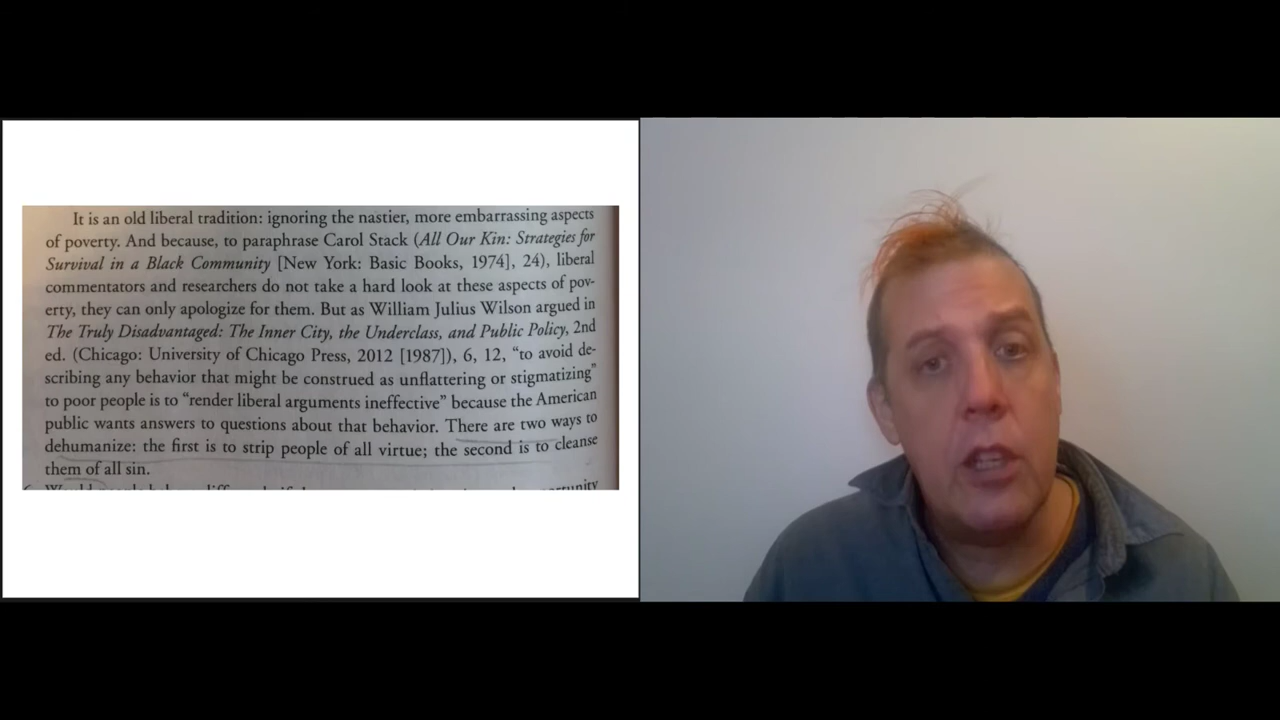 It is an old liberal tradition: ignoring the nastier, more embarrassing aspects
of poverty. And because, to paraphrase Carol Stack (All Our Kin: Strategies for
Survival in a Black Community [New York: Basic Books, 1974], 24), liberal
commentators and researchers do not take a hard look at these aspects of pov-
erty, they can only apologize for them. But as William Julius Wilson argued in
The Truly Disadvantaged: The Inner City, the Underclass, and Public Policy, 2nd
ed. (Chicago: University of Chicago Press, 2012 [1987]), 6, 12, “to avoid de-
scribing any behavior that might be construed as unflattering or stigmatizing”
to poor people is to “render liberal arguments ineffective” because the American
public wants answers to questions about that behavior. There are two ways to
dehumanize: the first is to strip people of all virtue; the second is to cleanse
them of all sin.